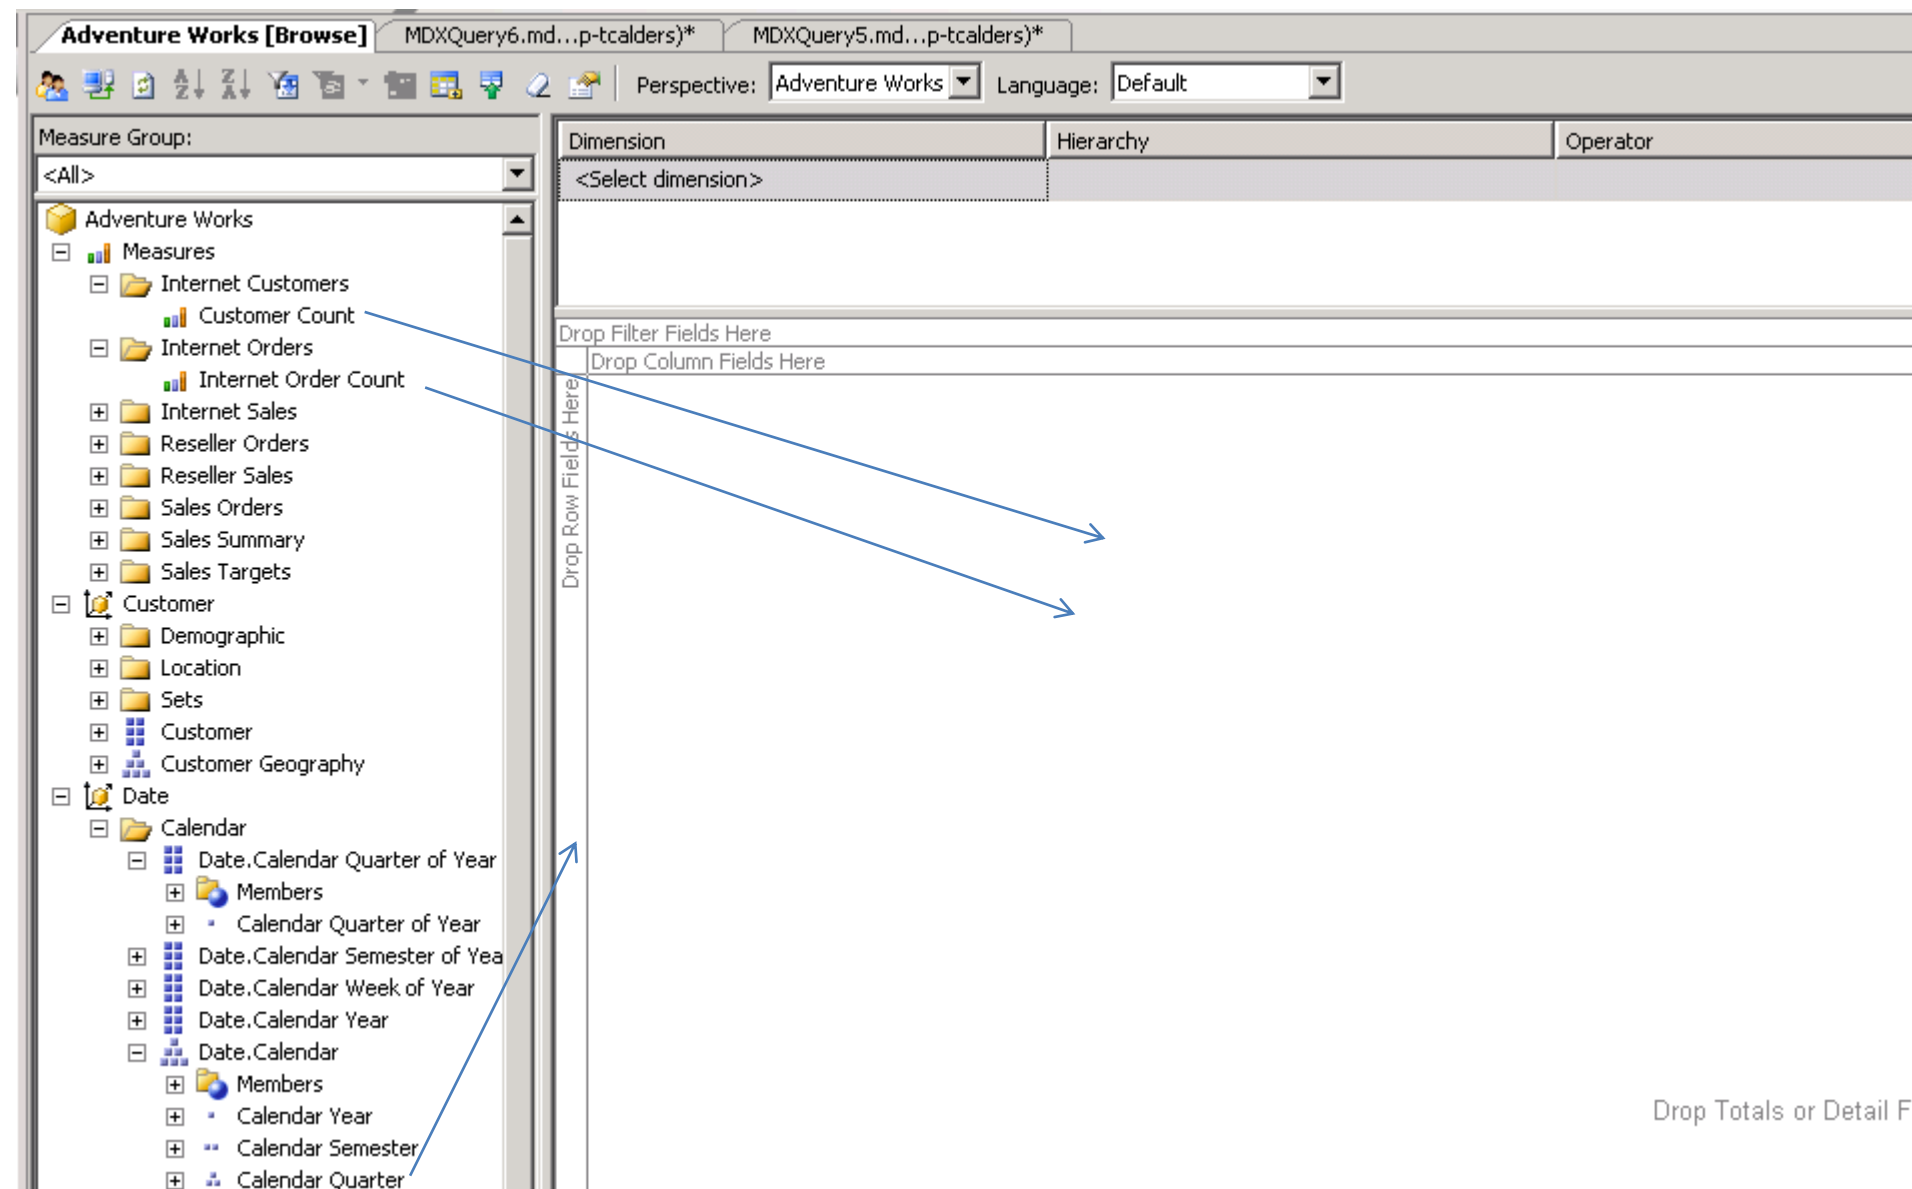 Adventure Works [Browse]
MDXQuery6.md...p-tcalders)*
MDXQuery5.md...p-tcalders)*
Perspective:
Adventure Works
Language:
Default
Measure Group:
<All>
Adventure Works
Measures
Internet Customers
Customer Count
Internet Orders
Internet Order Count
Internet Sales
Reseller Orders
Reseller Sales
Sales Orders
Sales Summary
Sales Targets
Customer
Demographic
Location
Sets
Customer
Customer Geography
Date
Calendar
Date.Calendar Quarter of Year
Members
Calendar Quarter of Year
Date.Calendar Semester of Yea
Date.Calendar Week of Year
Date.Calendar Year
Date.Calendar
Members
Calendar Year
Calendar Semester
Calendar Quarter
Dimension
Hierarchy
Operator
<Select dimension>
Drop Filter Fields Here
Drop Column Fields Here
Drop Row Fields Here
Drop Totals or Detail F